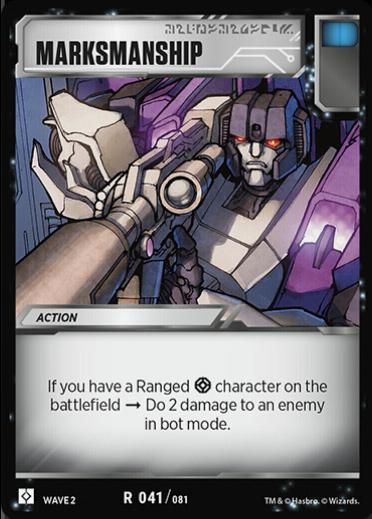 MARKSMANSHIP
ACTION
If you have a Ranged character on the
battlefield → Do 2 damage to an enemy
in bot mode.
WAVE 2 R 041/081 TM & © Hasbro. © Wizards.